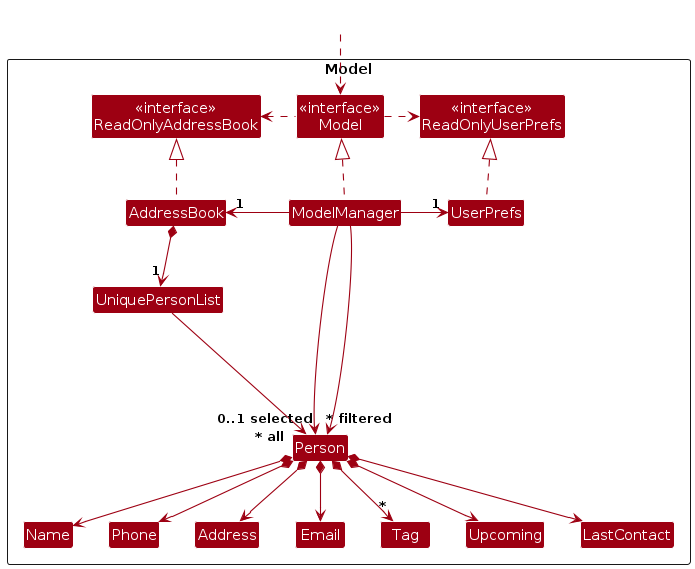 Model
«interface»
ReadOnlyAddressBook
«interface»
Model
«interface»
ReadOnlyUserPrefs
AddressBook
1
ModelManager
1
UserPrefs
1
UniquePersonList
0..1 selected
* filtered
* all
Person
*
Name
Phone
Address
Email
Tag
Upcoming
LastContact